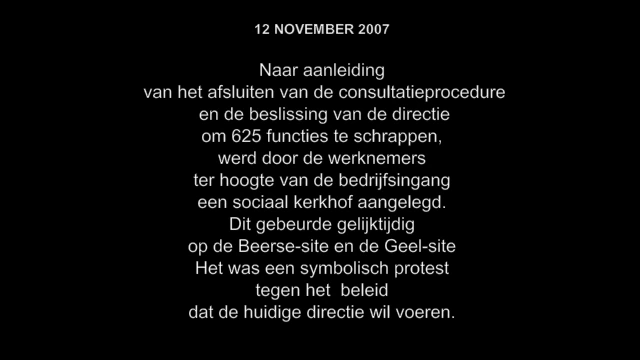 12 NOVEMBER 2007
Naar aanleiding
van het afsluiten van de consultatieprocedure
en de beslissing van de directie
om 625 functies te schrappen,
werd door de werknemers
ter hoogte van de bedrijfsingang
een sociaal kerkhof aangelegd.
Dit gebeurde gelijktijdig
op de Beerse-site en de Geel-site
Het was een symbolisch protest
tegen het  beleid
dat de huidige directie wil voeren.